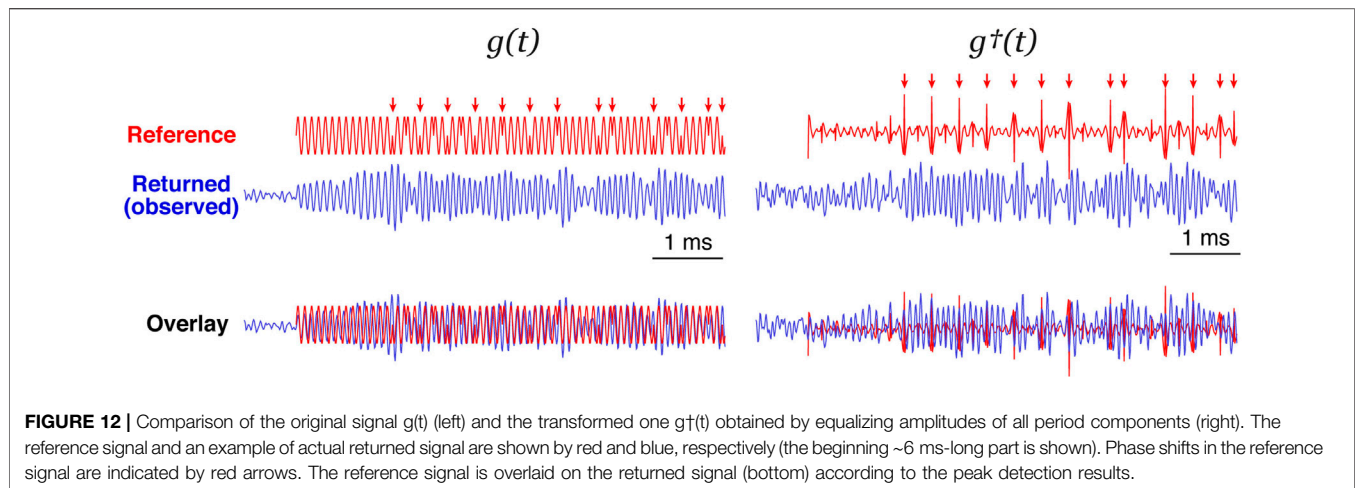 g(t)
g†(t)
Reference
Returned
(observed)
1 ms
1 ms
Overlay
FIGURE 12 | Comparison of the original signal g(t) (left) and the transformed one g†(t) obtained by equalizing amplitudes of all period components (right). The
reference signal and an example of actual returned signal are shown by red and blue, respectively (the beginning ~6 ms-long part is shown). Phase shifts in the reference
signal are indicated by red arrows. The reference signal is overlaid on the returned signal (bottom) according to the peak detection results.